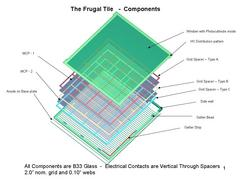 The Frugal Tile - Components
Window with Photocathode inside
HV Distribution pattern
MCP - 1
Grid Spacer - Type A
MCP - 2
Grid Spacer - Type B
Grid Spacer - Type C
Anode on Base plate
Side wall
Getter Bead
Getter Strip
All Components are B33 Glass - Electrical Contacts are Vertical Through Spacers
2.0" nom. grid and 0.10" webs